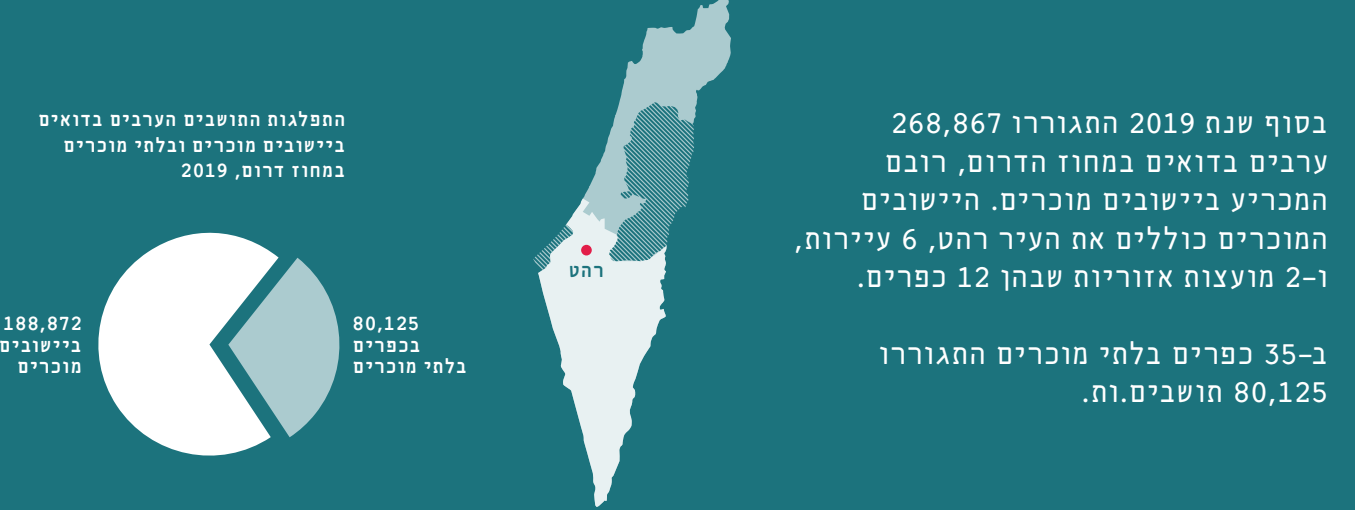 בסוף שנת 2019 התגוררו 268,867
ערבים בדואים במחוז הדרום, רובם
המכריע ביישובים מוכרים. היישובים
המוכרים כוללים את העיר רהט, 6 עיירות,
ו-2 מועצות אזוריות שבהן 12 כפרים.
ב-35 כפרים בלתי מוכרים התגוררו
80,125 תושבים.ות.
רהט
התפלגות התושבים הערבים בדואים
ביישובים מוכרים ובלתי מוכרים
במחוז דרום, 2019
80,125
בכפרים
בלתי מוכרים
188,872
ביישובים
מוכרים